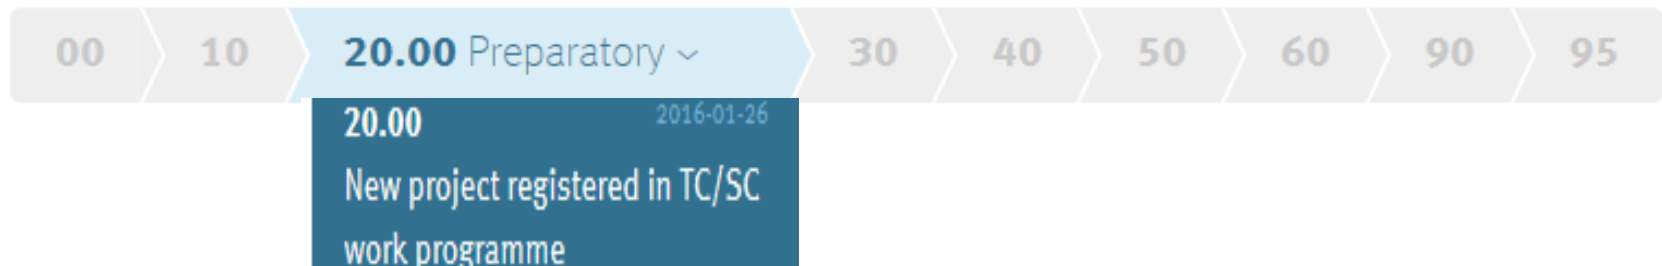 00 10 20.00 Preparatory 30 40 50 60 90 95
20.00 2016-01-26
New project registered in TC/SC
work programme